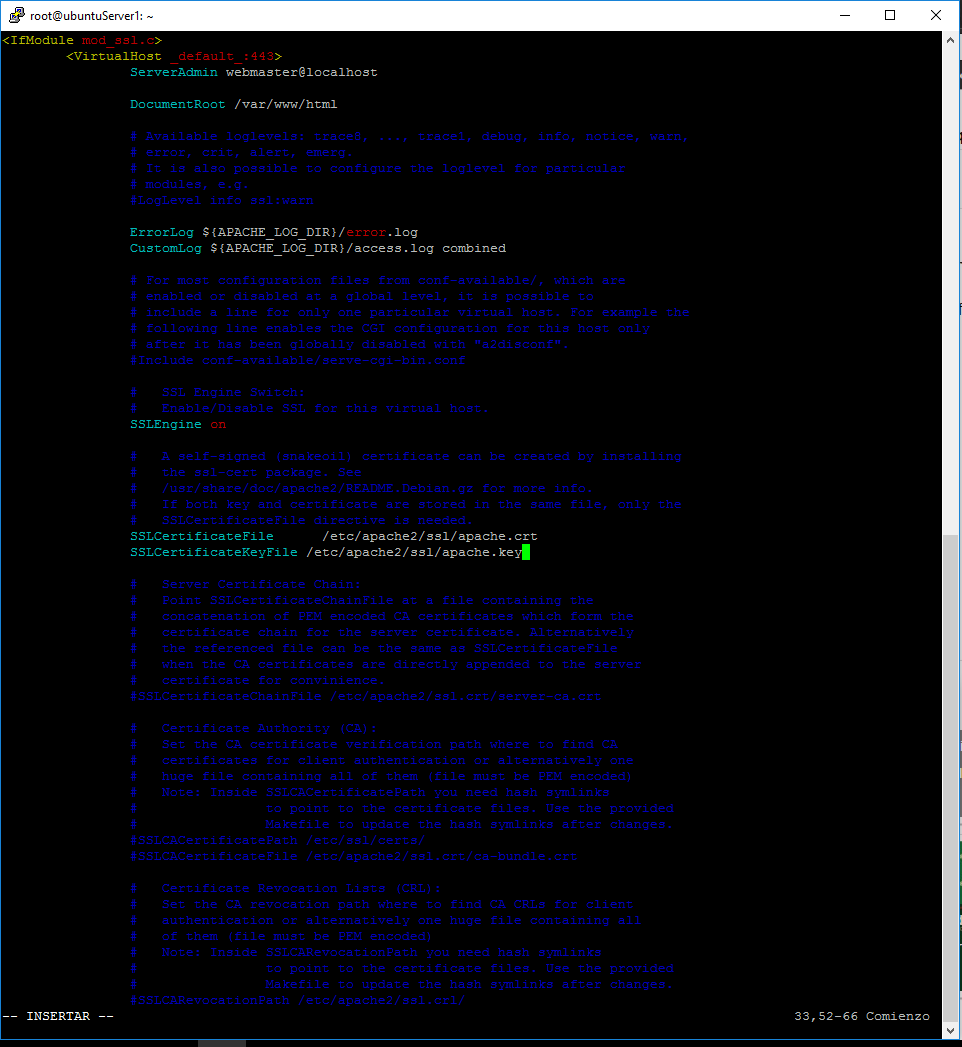 root@ubuntuServer1: ~
<IfModule mod_ssl.c>
<VirtualHost _default_:443>
ServerAdmin webmaster@localhost
DocumentRoot /var/www/html
# Available loglevels: trace8, ..., trace1, debug, info, notice, warn,
# error, crit, alert, emerg.
# It is also possible to configure the loglevel for particular
# modules, e.g.
#LogLevel info ssl:warn
ErrorLog ${APACHE_LOG_DIR}/error.log
CustomLog ${APACHE_LOG_DIR}/access.log combined
# For most configuration files from conf-available/, which are
# enabled or disabled at a global level, it is possible to
# include a line for only one particular virtual host. For example the
# following line enables the CGI configuration for this host only
# after it has been globally disabled with "a2disconf".
#Include conf-available/serve-cgi-bin.conf
#   SSL Engine Switch:
#   Enable/Disable SSL for this virtual host.
SSLEngine on
#   A self-signed (snakeoil) certificate can be created by installing
#   the ssl-cert package. See
#   /usr/share/doc/apache2/README.Debian.gz for more info.
#   If both key and certificate are stored in the same file, only the
#   SSLCertificateFile directive is needed.
SSLCertificateFile      /etc/apache2/ssl/apache.crt
SSLCertificateKeyFile /etc/apache2/ssl/apache.key
#   Server Certificate Chain:
#   Point SSLCertificateChainFile at a file containing the
#   concatenation of PEM encoded CA certificates which form the
#   certificate chain for the server certificate. Alternatively
#   the referenced file can be the same as SSLCertificateFile
#   when the CA certificates are directly appended to the server
#   certificate for convinience.
#SSLCertificateChainFile /etc/apache2/ssl.crt/server-ca.crt
#   Certificate Authority (CA):
#   Set the CA certificate verification path where to find CA
#   certificates for client authentication or alternatively one
#   huge file containing all of them (file must be PEM encoded)
#   Note: Inside SSLCACertificatePath you need hash symlinks
#                to point to the certificate files. Use the provided
#                Makefile to update the hash symlinks after changes.
#SSLCACertificatePath /etc/ssl/certs/
#SSLCACertificateFile /etc/apache2/ssl.crt/ca-bundle.crt
#   Certificate Revocation Lists (CRL):
#   Set the CA revocation path where to find CA CRLs for client
#   authentication or alternatively one huge file containing all
#   of them (file must be PEM encoded)
#   Note: Inside SSLCARevocationPath you need hash symlinks
#                to point to the certificate files. Use the provided
#                Makefile to update the hash symlinks after changes.
#SSLCARevocationPath /etc/apache2/ssl.crl/
-- INSERTAR -- 33,52-66 Comienzo